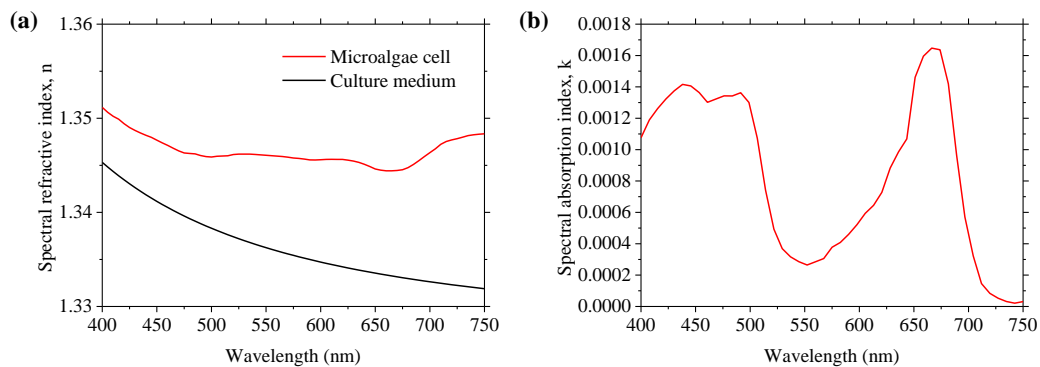 (a)
1.36
1.35
1.34
1.33
Spectral refractive index, n
Microalgae cell
Culture medium
400 450 500 550 600 650 700 750
Wavelength (nm)
(b)
0.0018
0.0016
0.0014
0.0012
0.0010
0.0008
0.0006
0.0004
0.0002
0.0000
Spectral absorption index, k
400 450 500 550 600 650 700 750
Wavelength (nm)